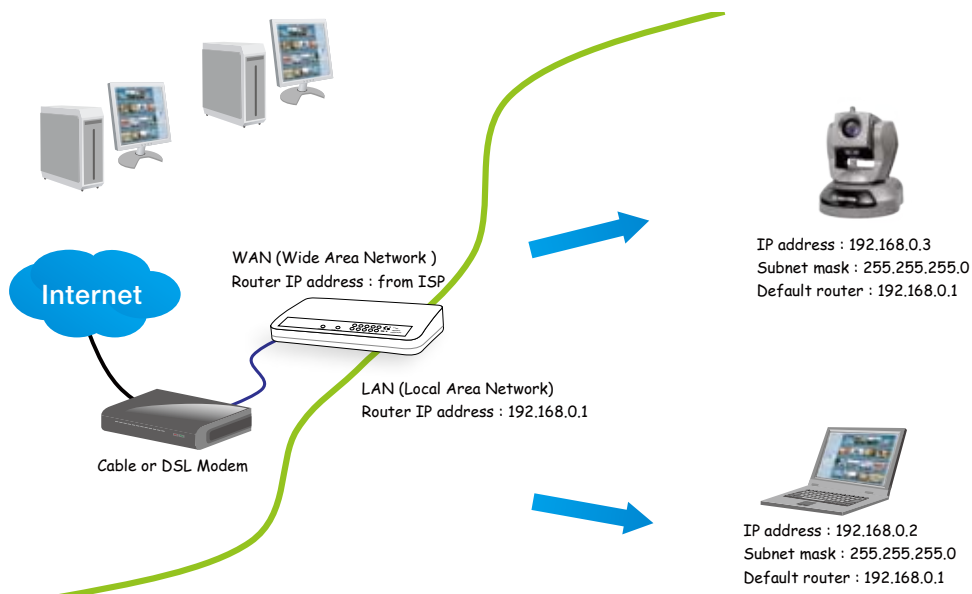 WAN (Wide Area Network )
Router IP address : from ISP
Internet
IP address : 192.168.0.3
Subnet mask : 255.255.255.0
Default router : 192.168.0.1
LAN (Local Area Network)
Router IP address : 192.168.0.1
Cable or DSL Modem
IP address : 192.168.0.2
Subnet mask : 255.255.255.0
Default router : 192.168.0.1